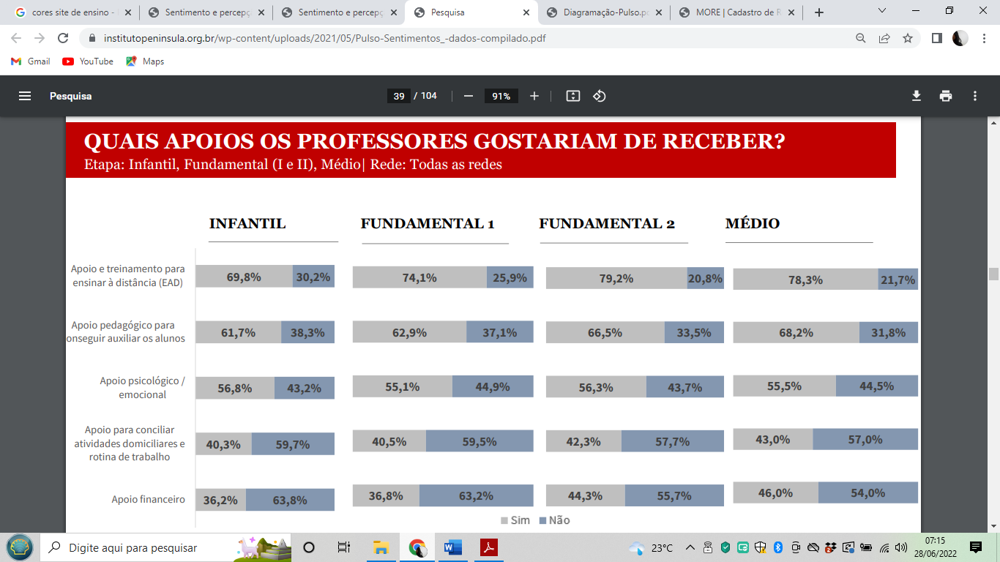 cores site de ensino -
Sentimento e percepç
Sentimento e percepç
Pesquisa
Diagramação-Pulso.p
MORE | Cadastro de R
institutopeninsula.org.br/wp-content/uploads/2021/05/Pulso-Sentimentos_-dados-compilado.pdf
Gmail
YouTube
Maps
Pesquisa
39 / 104
91%
QUAIS APOIOS OS PROFESSORES GOSTARIAM DE RECEBER?
Etapa: Infantil, Fundamental (I e II), Médio| Rede: Todas as redes
INFANTIL
FUNDAMENTAL 1
FUNDAMENTAL 2
MÉDIO
Apoio e treinamento para
ensinar à distância (EAD)
69,8% 30,2%
74,1% 25,9%
79,2% 20,8%
78,3% 21,7%
Apoio pedagógico para
onseguir auxiliar os alunos
61,7% 38,3%
62,9% 37,1%
66,5% 33,5%
68,2% 31,8%
Apoio psicológico /
emocional
56,8% 43,2%
55,1% 44,9%
56,3% 43,7%
55,5% 44,5%
Apoio para conciliar
atividades domiciliares e
rotina de trabalho
40,3% 59,7%
40,5% 59,5%
42,3% 57,7%
43,0% 57,0%
Apoio financeiro
36,2% 63,8%
36,8% 63,2%
44,3% 55,7%
46,0% 54,0%
Sim Não
Digite aqui para pesquisar
23°C
07:15
28/06/2022